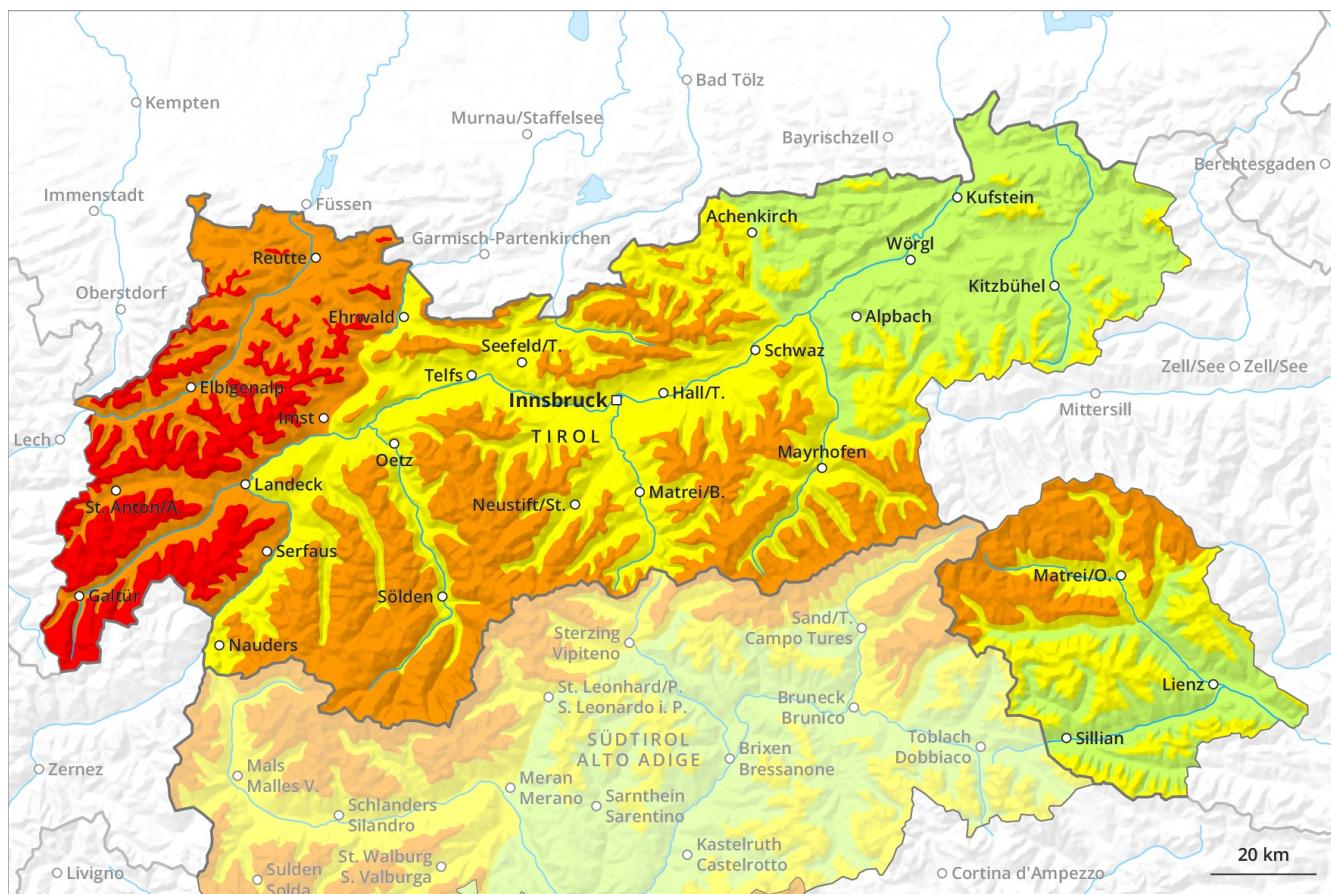 Bad Tölz
Kempten
Murnau/Staffelsee
Bayrischzell
Berchtesgaden
Immenstadt
Füssen
Kufstein
Achenkirch
Garmisch-Partenkirchen
Wörgl
Reutte
Oberstdorf
Kitzbühel
Ehrwald
Alpbach
Seefeld/T.
Schwaz
Zell/See
Zell/See
Telfs
Elbigenalp
Hall/T.
Innsbruck
Mittersill
Imst
Lech
TIROL
Oetz
Mayrhofen
Landeck
Matrei/B.
Neustift/St.
St. Anton/A.
Serfaus
Matrei/O.
Galtür
Sölden
Sand/T.
Campo Tures
Sterzing
Vipiteno
Nauders
Lienz
St. Leonhard/P.
S. Leonardo i. P.
Bruneck
Brunico
Sillian
SÜDTIROL
ALTO ADIGE
Toblach
Dobbiaco
Brixen
Bressanone
Zernez
Mals
Malles V.
Meran
Merano
Sarnthein
Sarentino
Schlanders
Silandro
Kastelruth
Castelrotto
20 km
St. Walburg
S. Valburga
Livigno
Sulden
Solda
Cortina d'Ampezzo